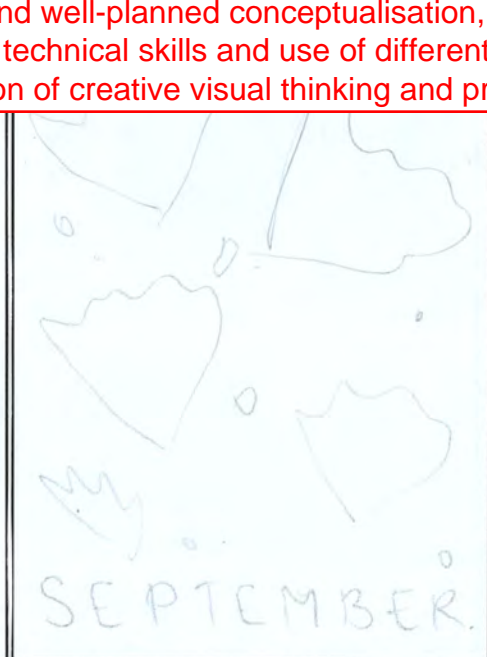 nd well-planned conceptualisation,
technical skills and use of different
on of creative visual thinking and pr
SEPTEMBER.